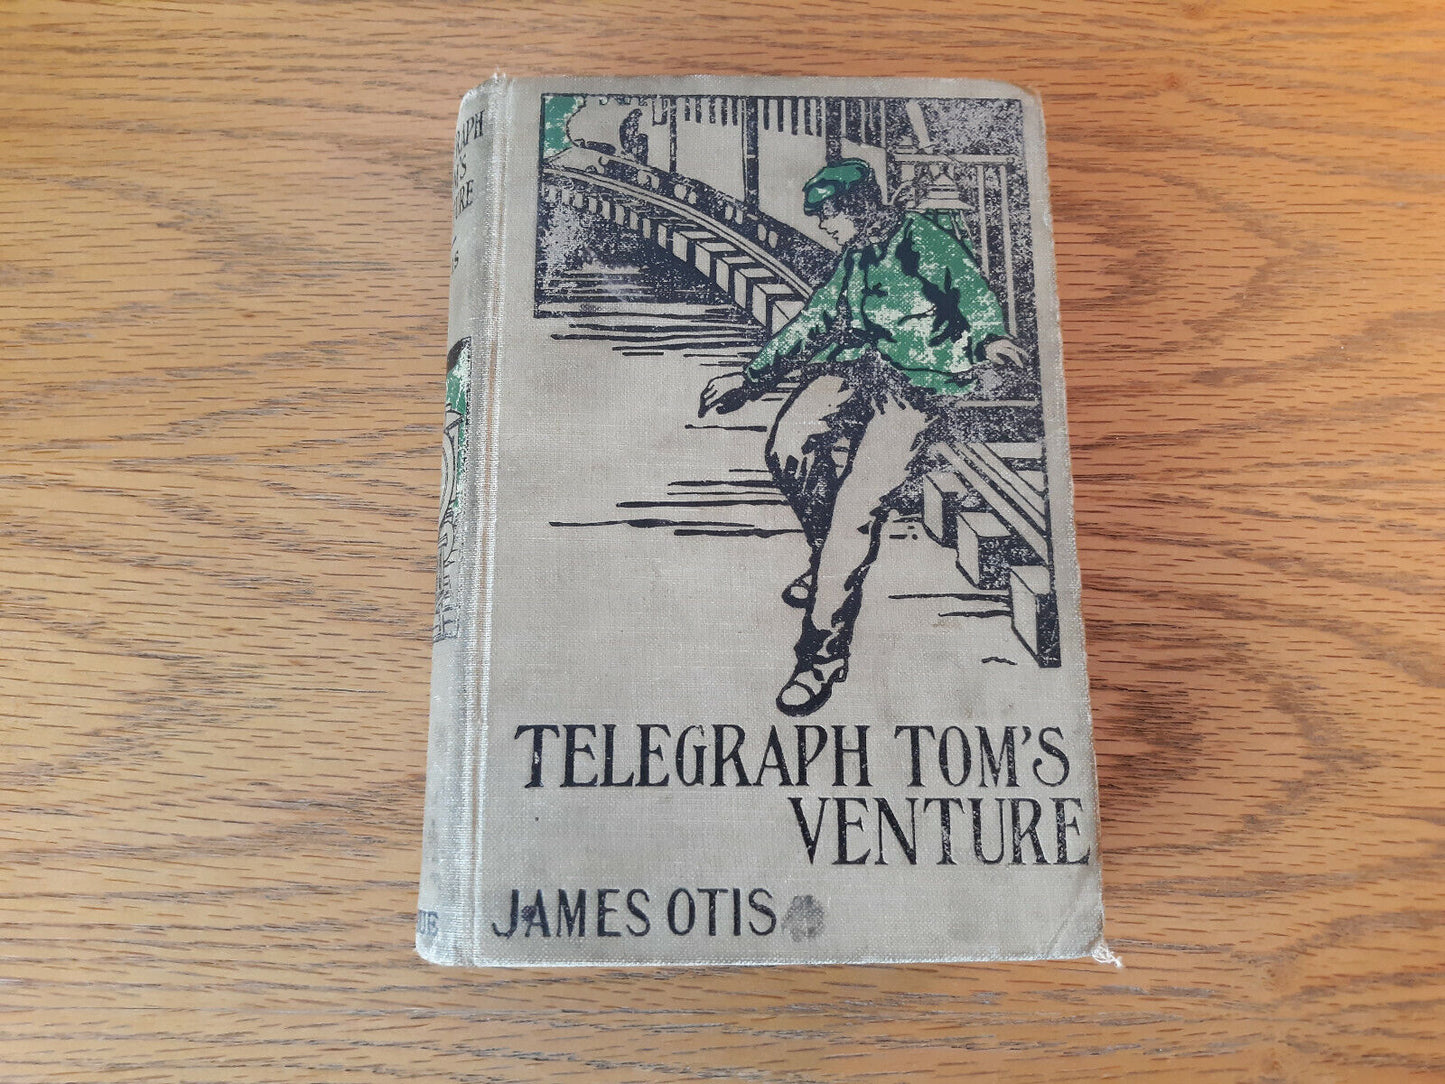 TELEGRAPH TOM'S
VENTURE
JAMES OTIS